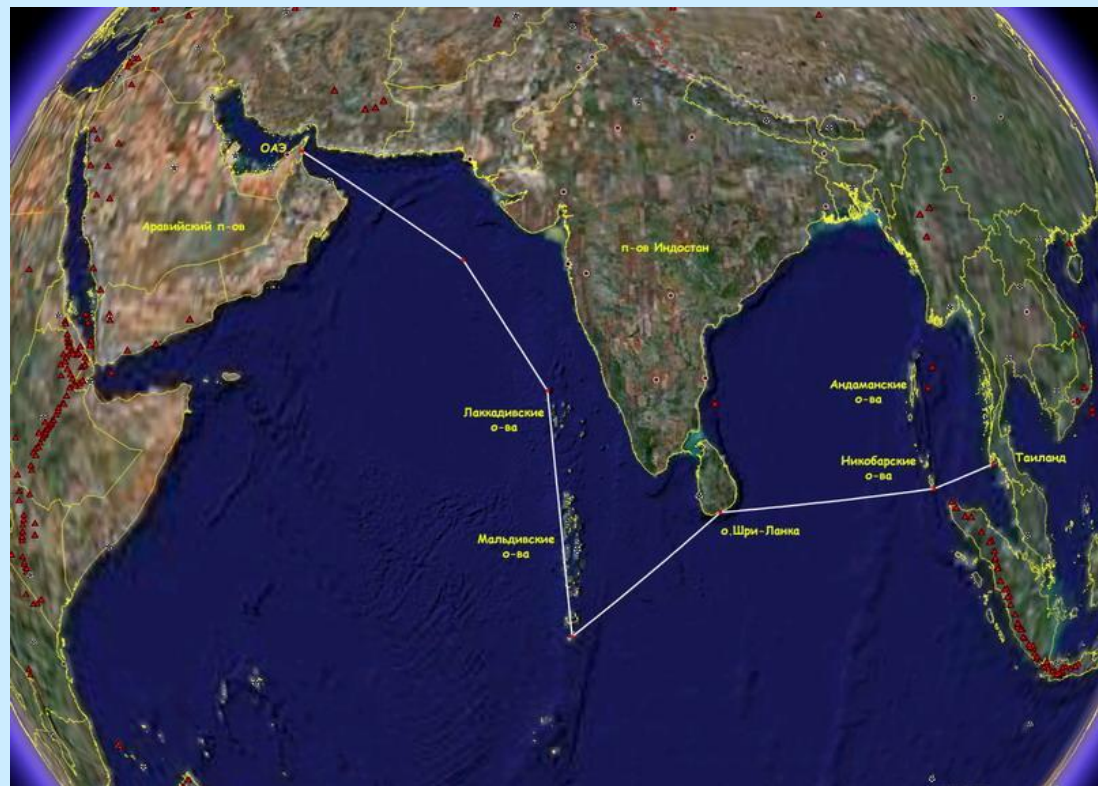 ОАЭ
Аравийский п-ов
п-ов Индостан
Лаккадивские
о-ва
Андаманские
о-ва
Никобарские
о-ва
Таиланд
о.Шри-Ланка
Мальдивские
о-ва